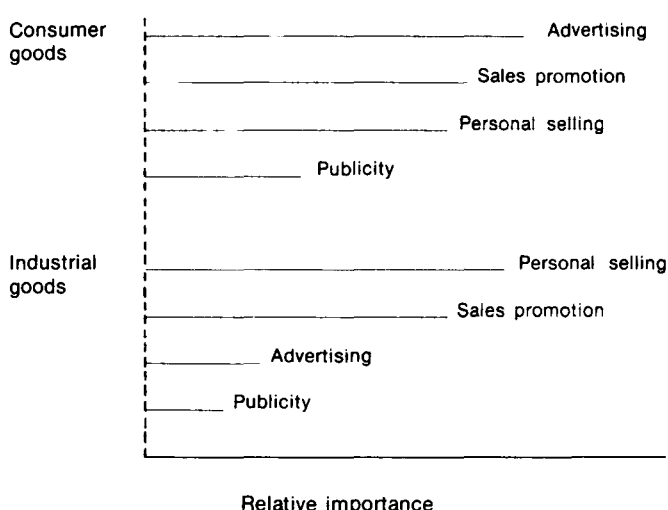 Consumer
goods
Advertising
Sales promotion
Personal selling
Publicity
Industrial
goods
Personal selling
Sales promotion
Advertising
Publicity
Relative importance